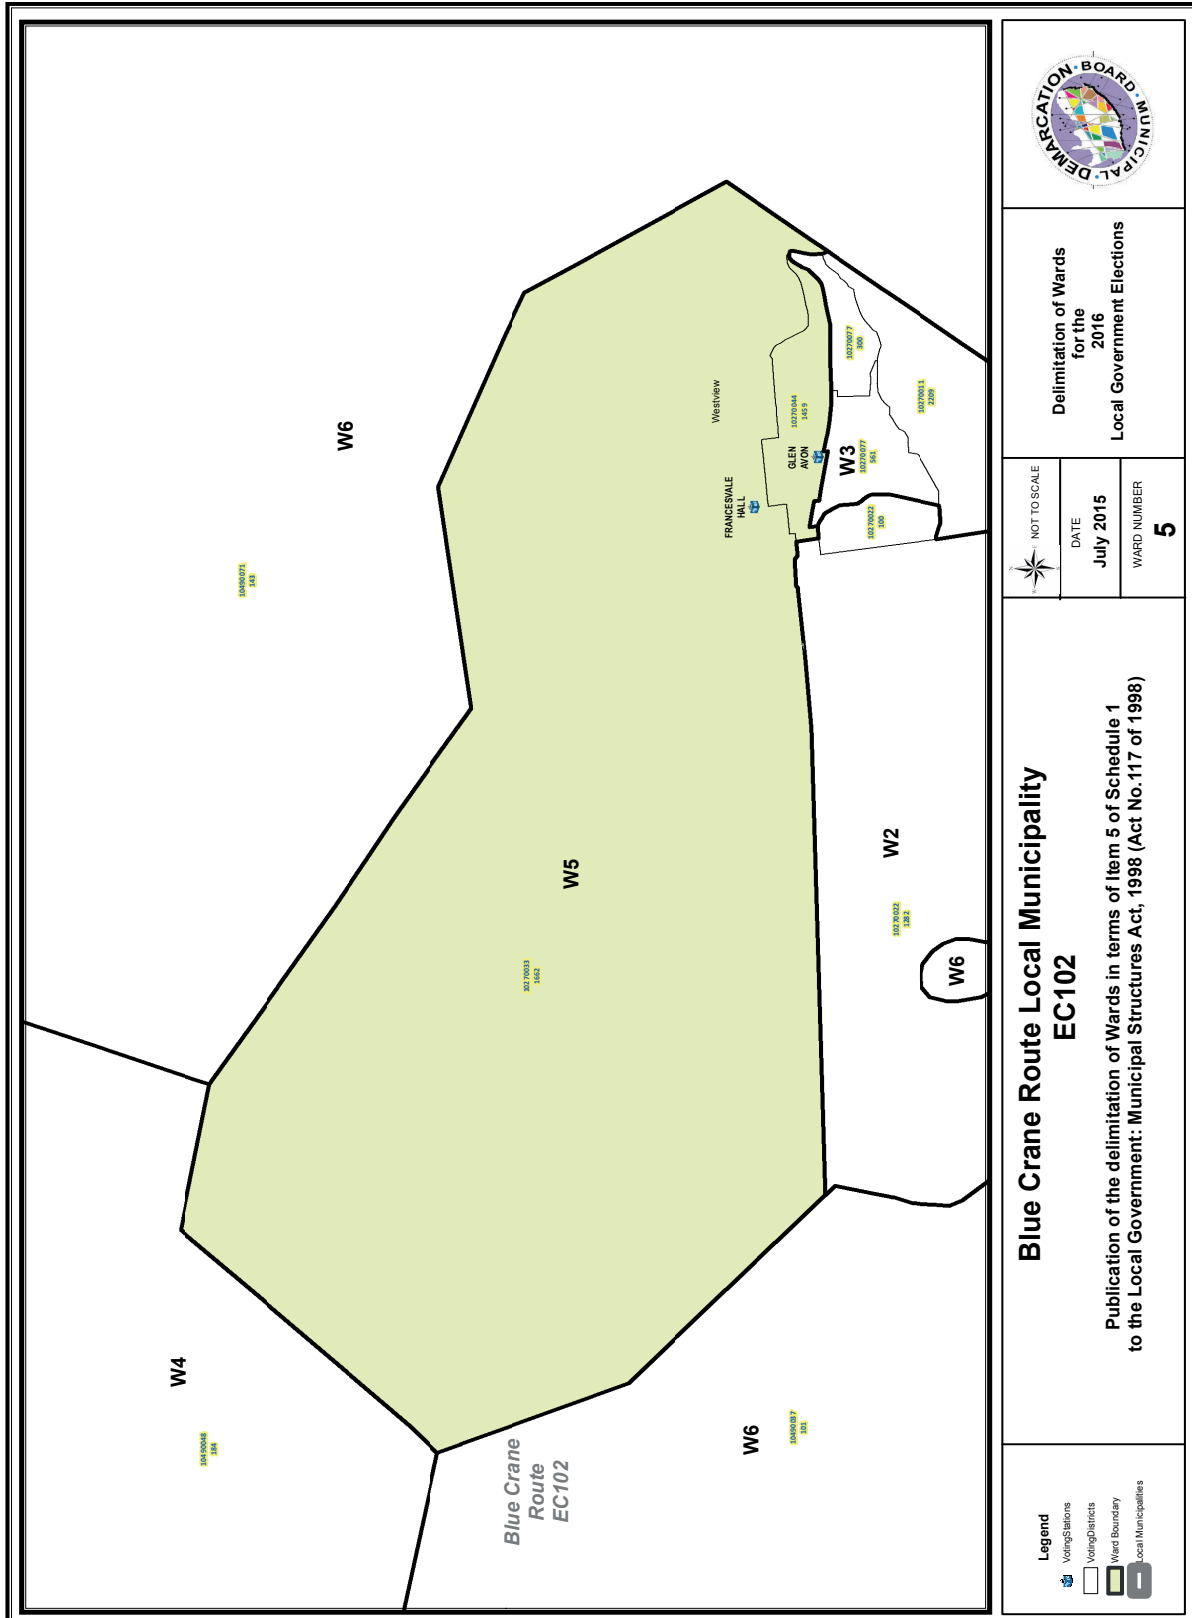 W6
10490071
143
Westview
FRANCESVALE
HALL
10270044
1459
GLEN
AVON
W3
10270077
561
10270077
300
10270011
2209
10270022
100
W5
10270033
1662
W2
10270022
1282
W6
W4
10490048
184
W6
10490037
101
Blue Crane
Route
EC102
Legend
VotingStations
VotingDistricts
Ward Boundary
Local Municipalities
Blue Crane Route Local Municipality
EC102
Publication of the delimitation of Wards in terms of Item 5 of Schedule 1
to the Local Government: Municipal Structures Act, 1998 (Act No.117 of 1998)
N
E
S
W
NOT TO SCALE
DATE
July 2015
WARD NUMBER
5
Delimitation of Wards
for the
2016
Local Government Elections
MUNICIPAL · DEMARCATION · BOARD ·